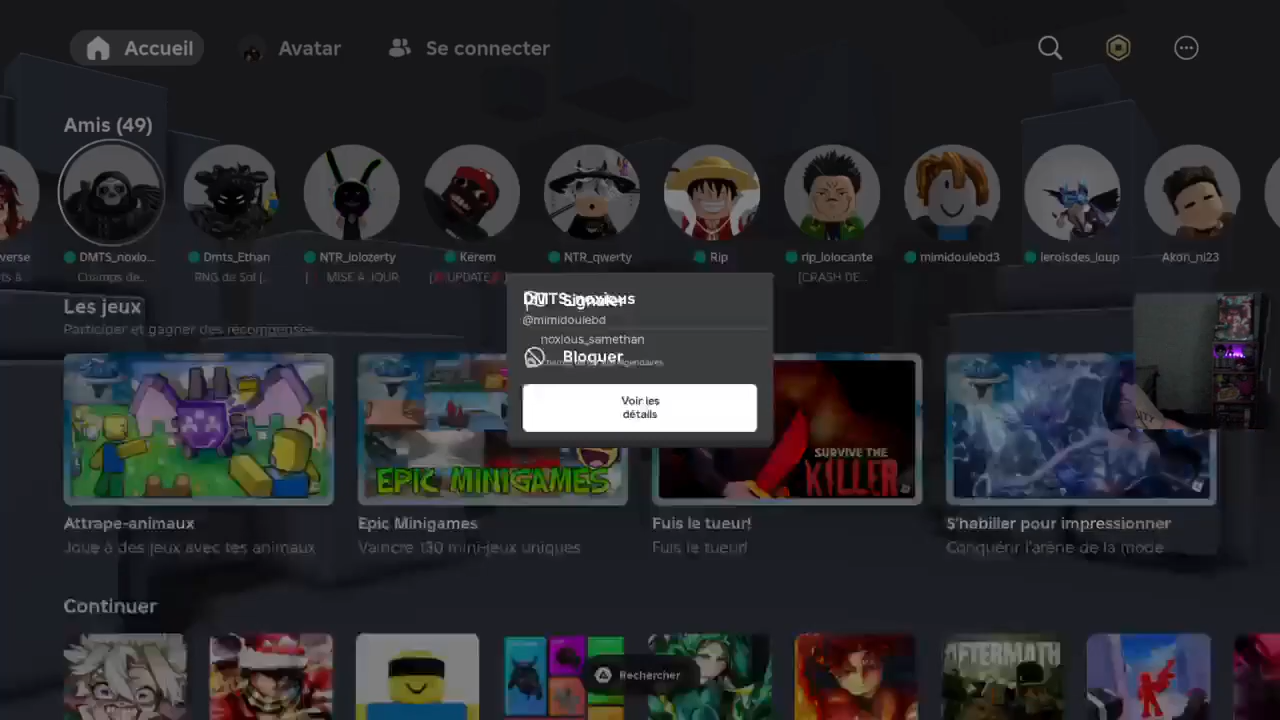 Accueil
Avatar
Se connecter
Amis (49)
verse
DMTS_noxio...
Dmts_Ethan
NTR_lolozerty
Kerem
NTR_qwerty
Rip
rip_lolocante
mimidoulebd3
leroisdes_loup
Akon_ni23
Champs de...
RNG de Sol [.
MISE À JOUR
UPDATE
[CRASH DE...
Les jeux
Participer et gagner des récompenses
DMTS_noxious
Signaler
@mimidoulebd
noxious_samethan
Bloquer
Voir les
détails
EPIC MINIGAMES
SURVIVE THE
KILLER
Attrape-animaux
Epic Minigames
Fuis le tueur!
S'habiller pour impressionner
Joue à des jeux avec tes animaux
Vaincre 130 mini-jeux uniques
Fuis le tueur!
Conquérir l'arène de la mode
Continuer
AFTERMATH
Rechercher